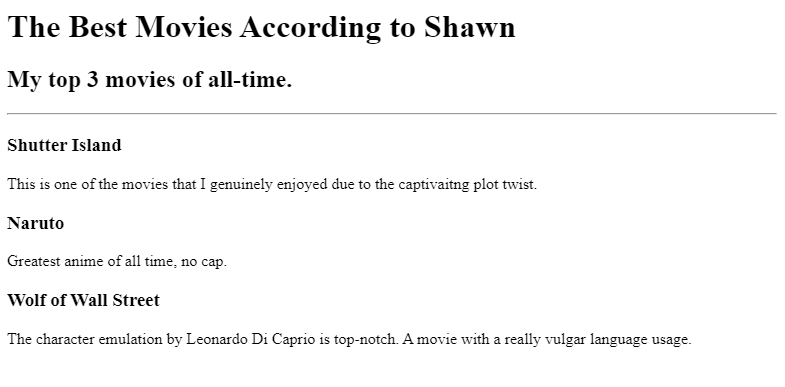 The Best Movies According to Shawn
My top 3 movies of all-time.
Shutter Island
This is one of the movies that I genuinely enjoyed due to the captivaitng plot twist.
Naruto
Greatest anime of all time, no cap.
Wolf of Wall Street
The character emulation by Leonardo Di Caprio is top-notch. A movie with a really vulgar language usage.